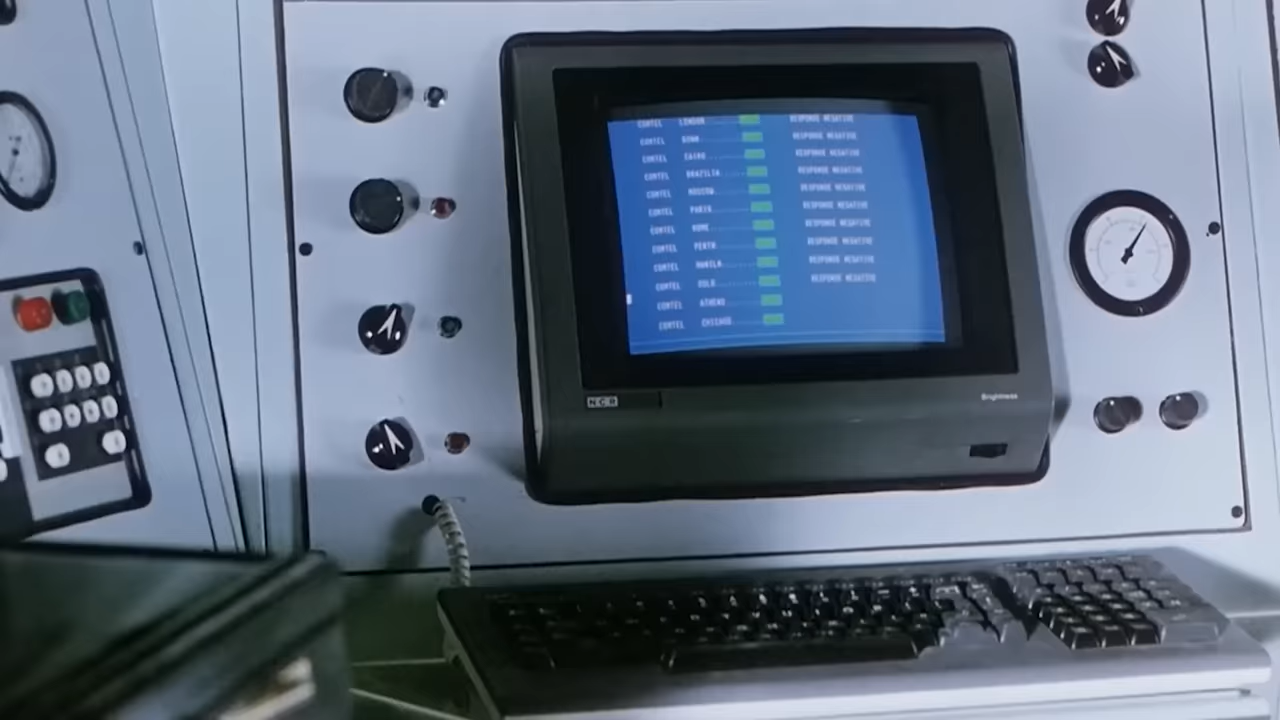 CONTEL LONDON RESPONSE NEGATIVE
CONTEL BONN RESPONSE NEGATIVE
CONTEL CAIRO.......... RESPONSE NEGATIVE
CONTEL BRAZILIA....... RESPONSE NEGATIVE
CONTEL MOSCOW RESPONSE NEGATIVE
CONTEL PARIS RESPONSE NEGATIVE
CONTEL ROME RESPONSE NEGATIVE
CONTEL PERTH RESPONSE NEGATIVE
CONTEL MANILA RESPONSE NEGATIVE
CONTEL OSLO RESPONSE NEGATIVE
CONTEL ATHENS
CONTEL CHICAGO
NCR
Brightness